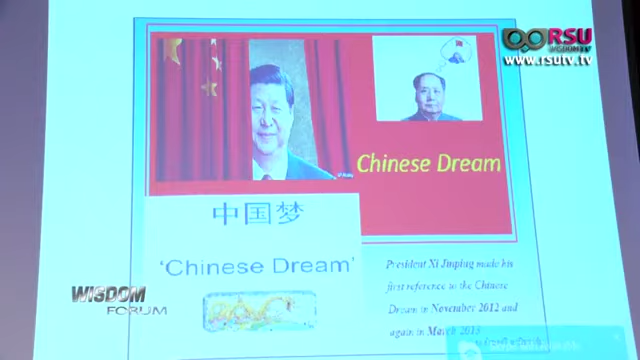 RSU
WISDOM TV
www.rsutv.tv
Chinese Dream
中国梦
‘Chinese Dream’
President Xi Jinping made his
first reference to the Chinese
Dream in November 2012 and
again in March 2013
WISDOM
FORUM